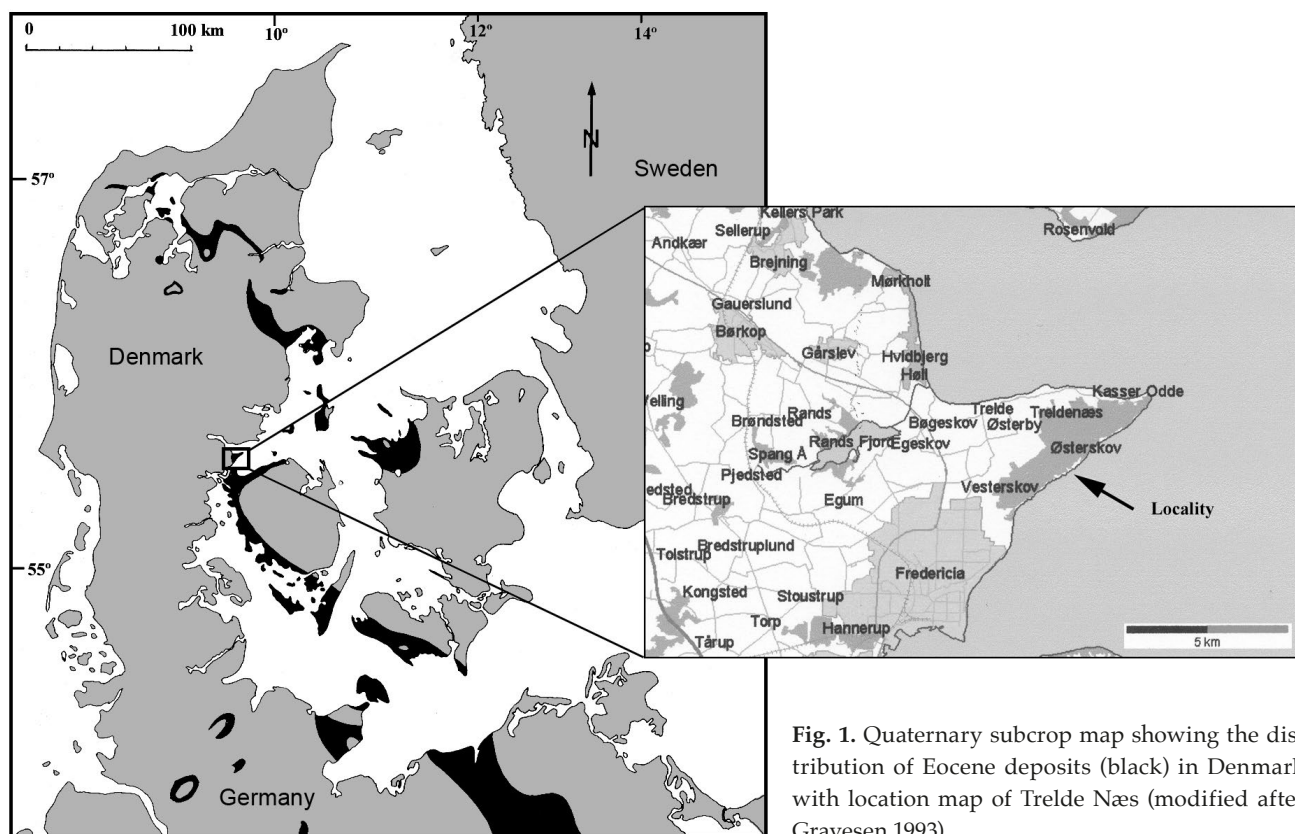 0 100 km 10º 12º 14º
57º
N
Sweden
Denmark
55º
Germany
Kellers Park
Sellerup
Andkær
Rosenvold
Brejning
Mørkholt
Gauerslund
Børkop
Gårslev
Hvidbjerg
Høll
Kasser Odde
Velling
Rands
Trelde
Treldenæs
Brøndsted
Bøgeskov
Østerby
Rands Fjord
Egeskov
Østerskov
Spang Å
Pjedsted
Vesterskov
edsted
Egum
Bredstrup
Locality
Bredstruplund
Tolstrup
Fredericia
Kongsted
Stoustrup
Torp
Hannerup
Tårup
5 km
Fig. 1. Quaternary subcrop map showing the dis-
tribution of Eocene deposits (black) in Denmark
with location map of Trelde Næs (modified after
Gravesen 1993)